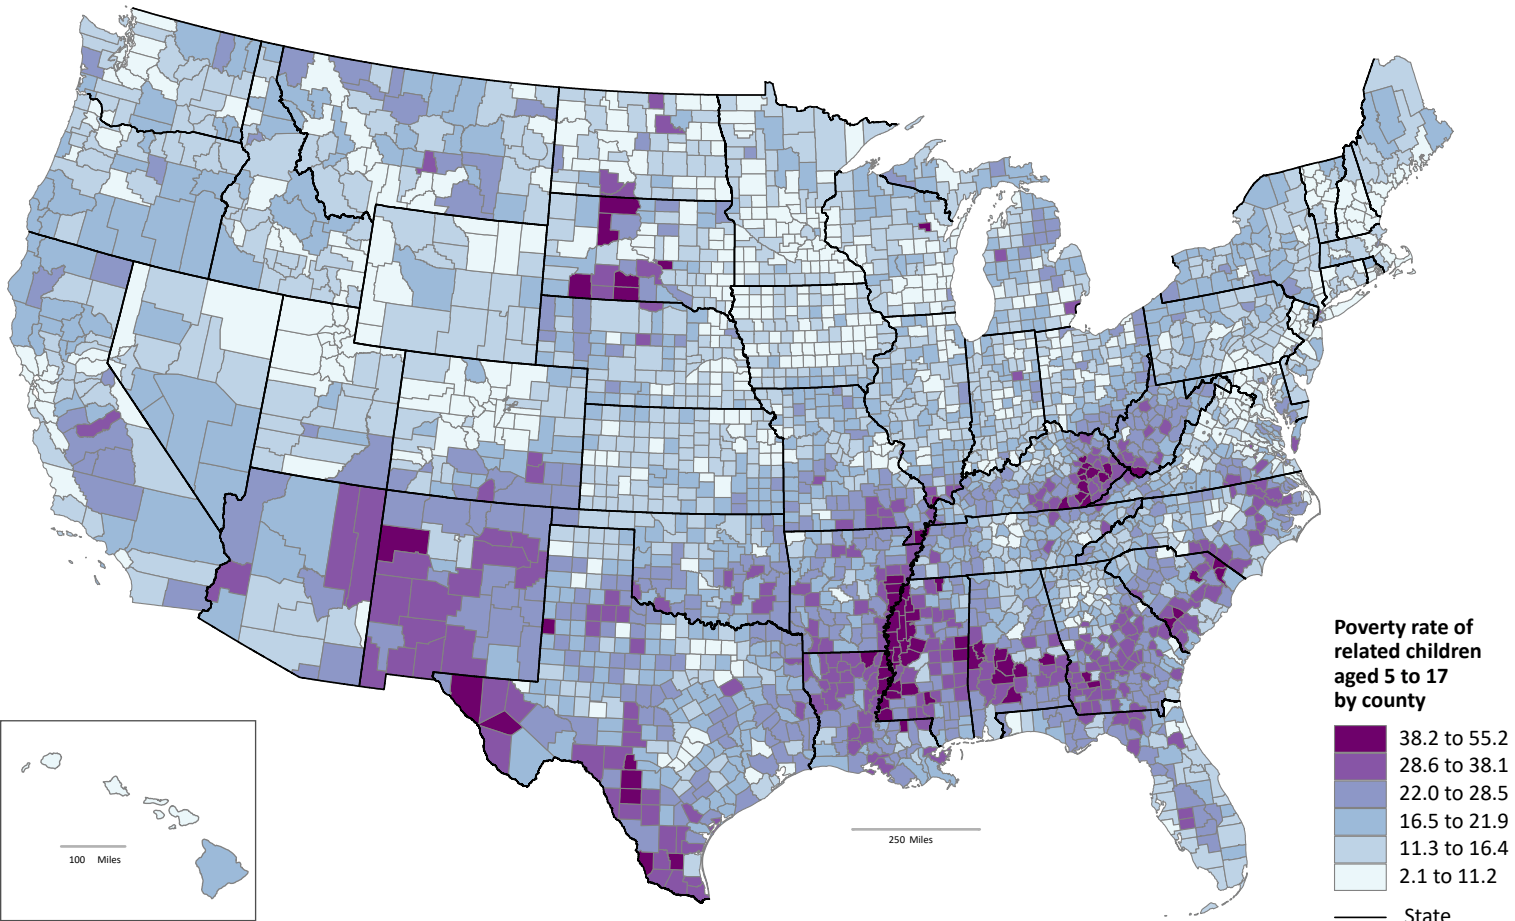 Poverty rate of
related children
aged 5 to 17
by county
38.2 to 55.2
28.6 to 38.1
22.0 to 28.5
16.5 to 21.9
11.3 to 16.4
2.1 to 11.2
State
250 Miles
100 Miles